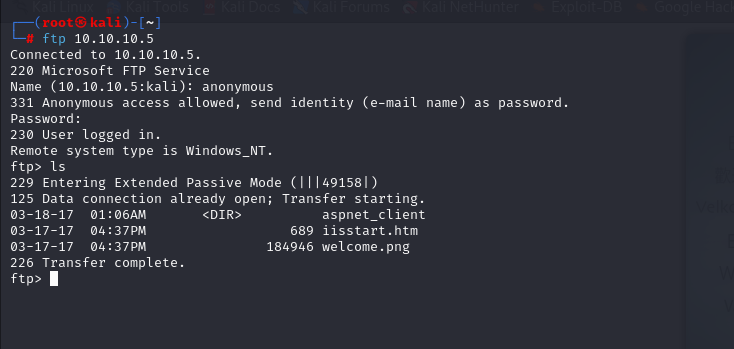 Kali Linux Kali Tools Kali Docs Kali Forums Kali NetHunter Exploit-DB Google Hac
┌──(root㉿kali)-[~]
└─# ftp 10.10.10.5
Connected to 10.10.10.5.
220 Microsoft FTP Service
Name (10.10.10.5:kali): anonymous
331 Anonymous access allowed, send identity (e-mail name) as password.
Password:
230 User logged in.
Remote system type is Windows_NT.
ftp> ls
229 Entering Extended Passive Mode (|||49158|)
125 Data connection already open; Transfer starting.
03-18-17  01:06AM       <DIR>          aspnet_client
03-17-17  04:37PM                  689 iisstart.htm
03-17-17  04:37PM               184946 welcome.png
226 Transfer complete.
ftp>